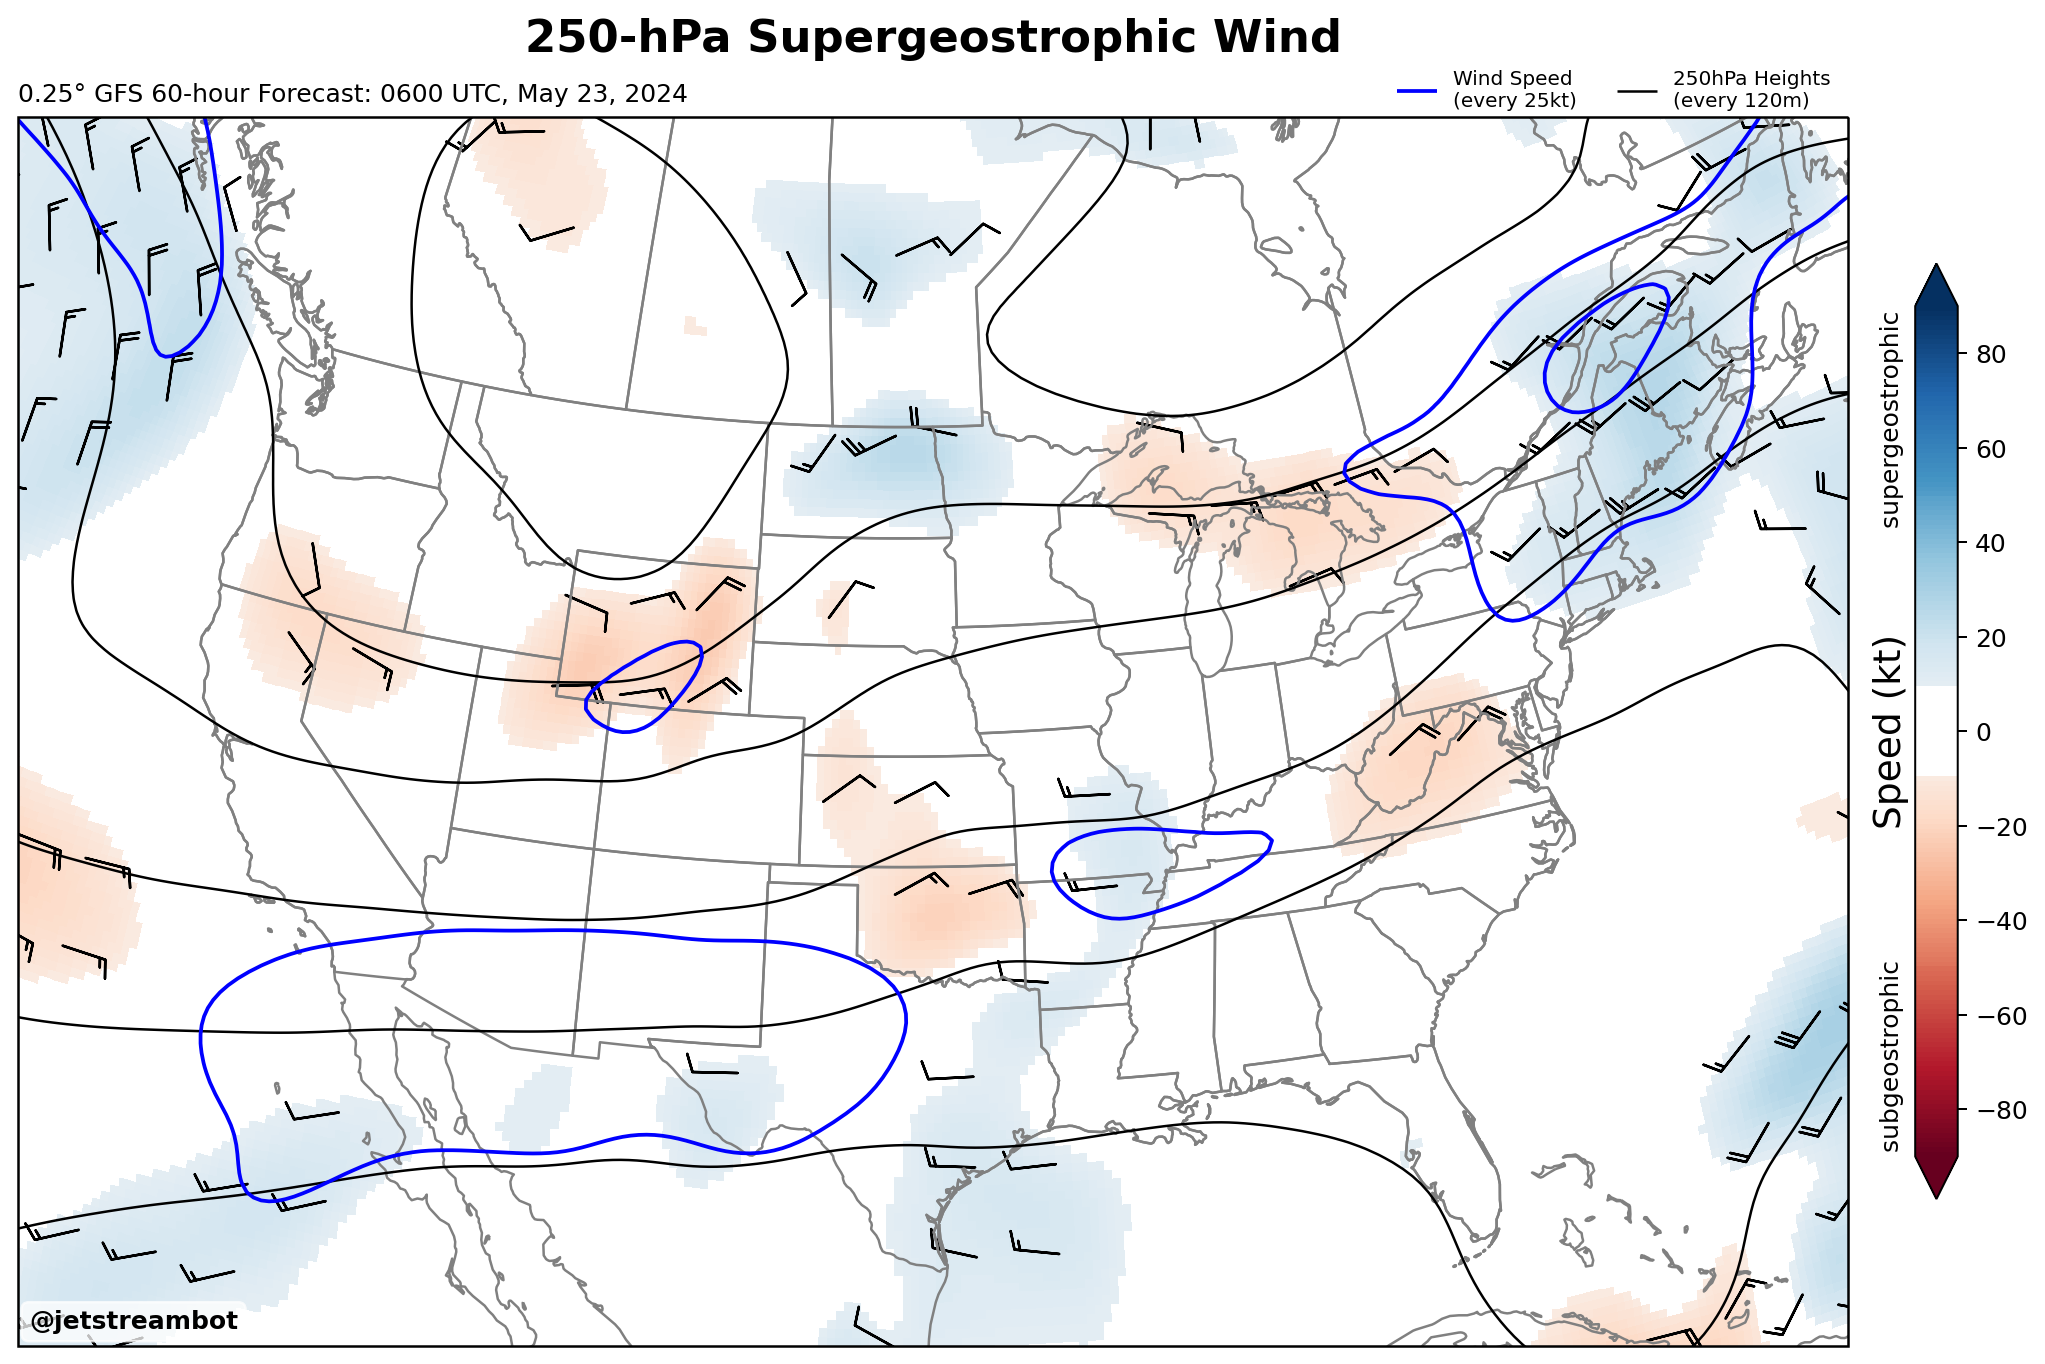 250-hPa Supergeostrophic Wind
0.25° GFS 60-hour Forecast: 0600 UTC, May 23, 2024
Wind Speed
(every 25kt)
250hPa Heights
(every 120m)
supergeostrophic
Speed (kt)
subgeostrophic
80
60
40
20
0
−20
−40
−60
−80
@jetstreambot